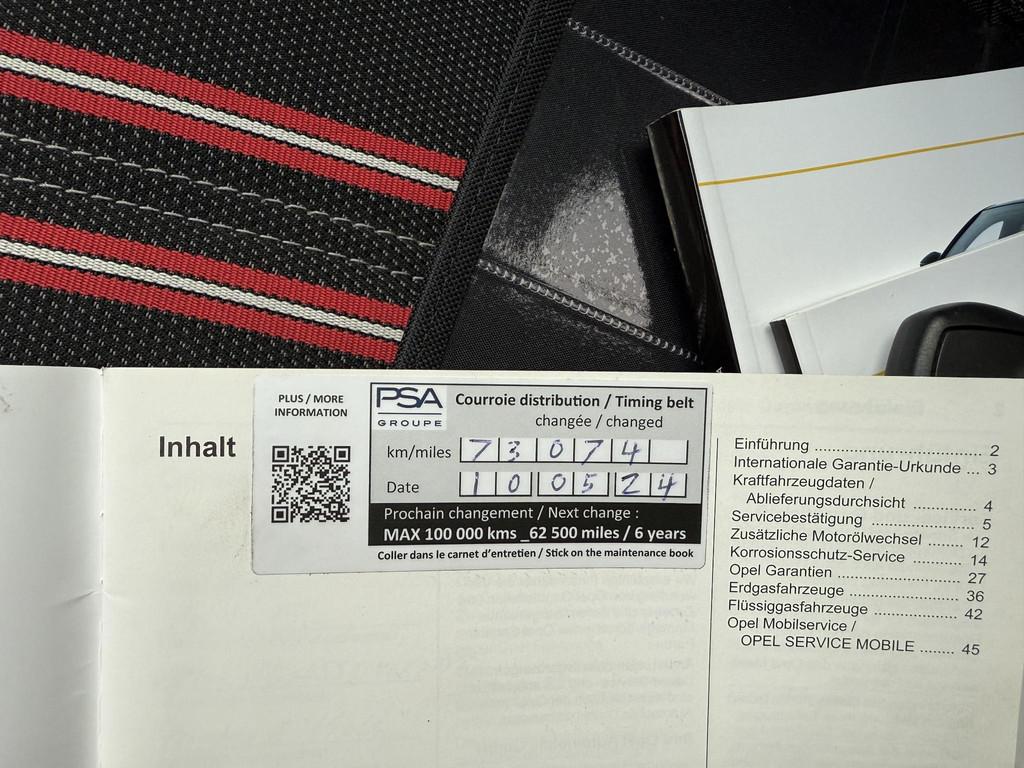 Inhalt
PLUS / MORE
INFORMATION
PSA
GROUPE
Courroie distribution / Timing belt
changée / changed
km/miles 73074
Date 100524
Prochain changement / Next change :
MAX 100 000 kms _62 500 miles / 6 years
Coller dans le carnet d'entretien / Stick on the maintenance book
Einführung ........................................ 2
Internationale Garantie-Urkunde ... 3
Kraftfahrzeugdaten /
Ablieferungsdurchsicht ................ 4
Servicebestätigung ........................ 5
Zusätzliche Motorölwechsel ........ 12
Korrosionsschutz-Service ............ 14
Opel Garantien ............................. 27
Erdgasfahrzeuge .......................... 36
Flüssiggasfahrzeuge .................... 42
Opel Mobilservice /
OPEL SERVICE MOBILE ........ 45